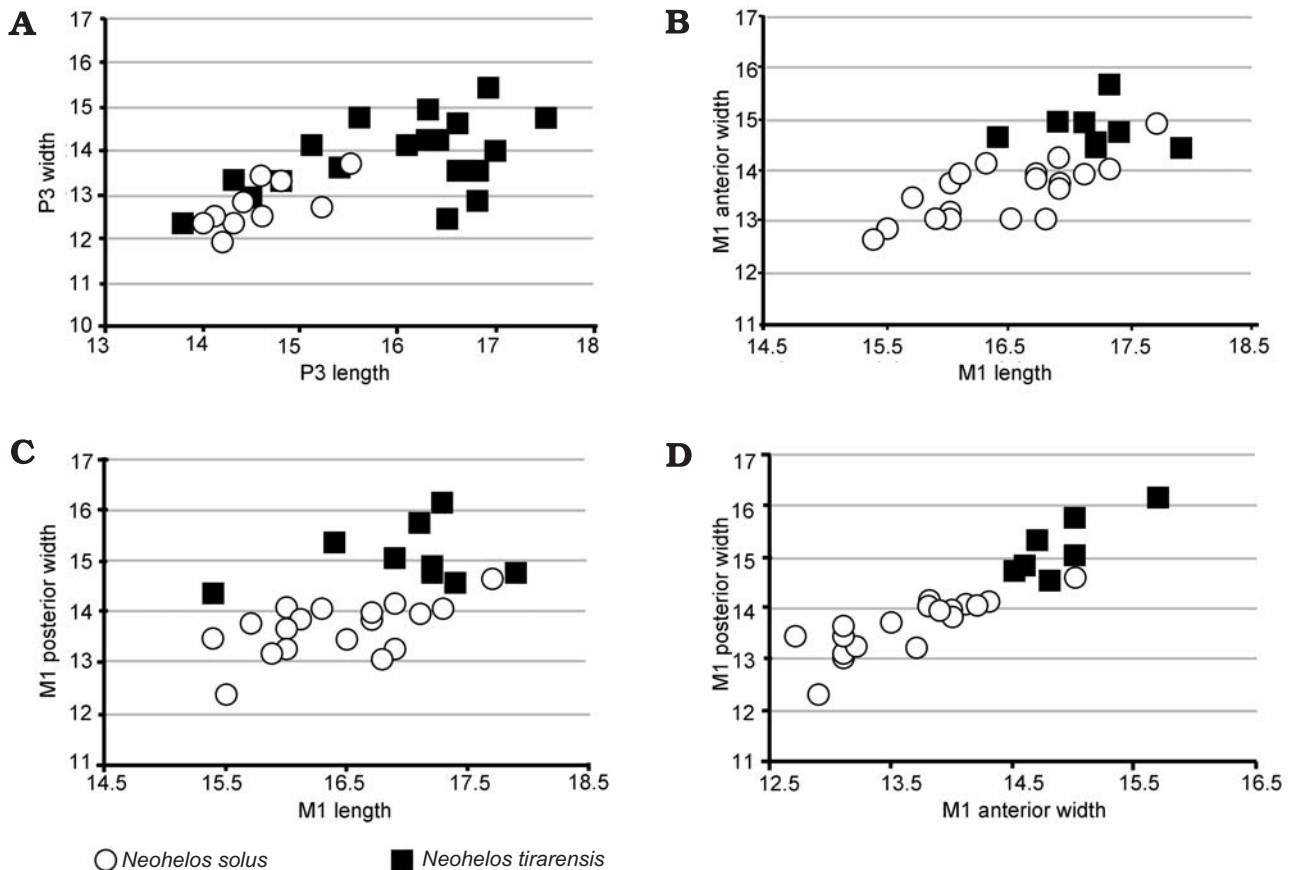 A
17
16
15
14
13
12
11
10
13 14 15 16 17 18
P3 width
P3 length
B
17
16
15
14
13
12
11
14.5 15.5 16.5 17.5 18.5
M1 anterior width
M1 length
C
17
16
15
14
13
12
11
14.5 15.5 16.5 17.5 18.5
M1 posterior width
M1 length
D
17
16
15
14
13
12
11
12.5 13.5 14.5 15.5 16.5
M1 posterior width
M1 anterior width
Neohelos solus Neohelos tirarensis